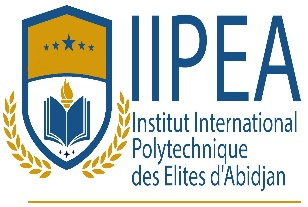 IIPEA
Institut International
Polytechnique
des Elites d'Abidjan